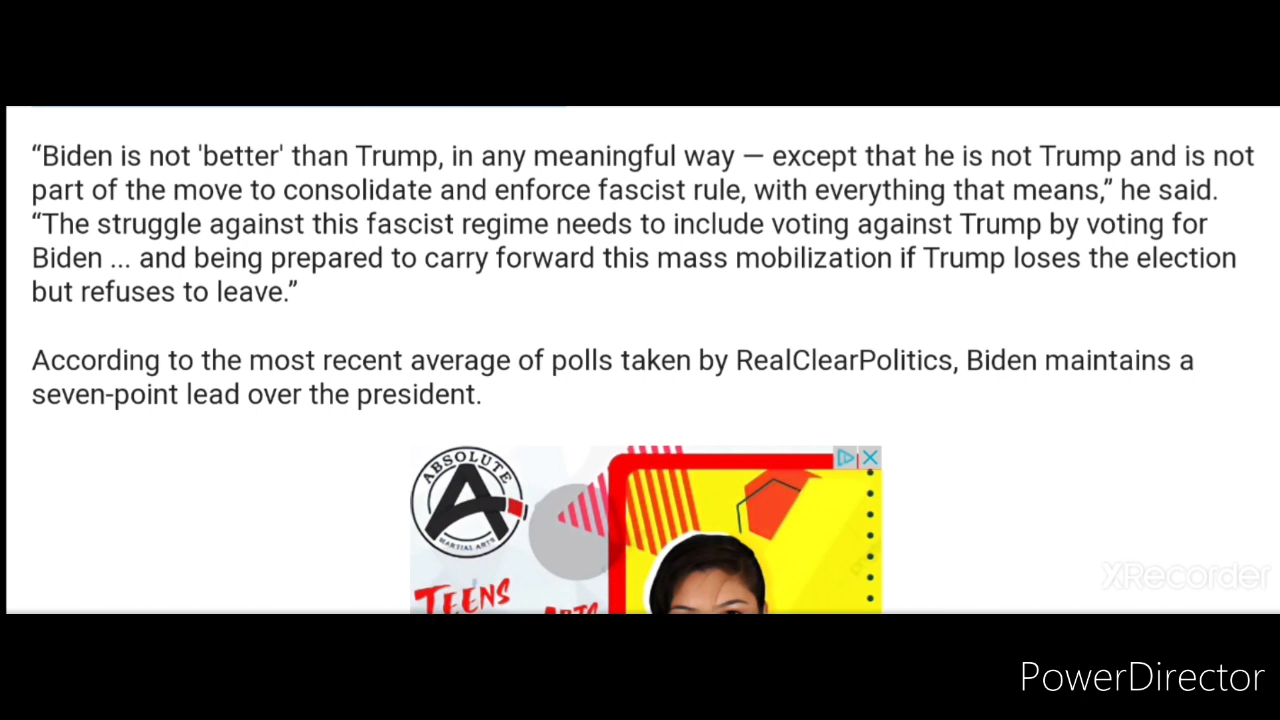 “Biden is not 'better' than Trump, in any meaningful way — except that he is not Trump and is not
part of the move to consolidate and enforce fascist rule, with everything that means,” he said.
“The struggle against this fascist regime needs to include voting against Trump by voting for
Biden ... and being prepared to carry forward this mass mobilization if Trump loses the election
but refuses to leave.”
According to the most recent average of polls taken by RealClearPolitics, Biden maintains a
seven-point lead over the president.
ABSOLUTE
A
MARTIAL ARTS
TEENS
XRecorder
PowerDirector